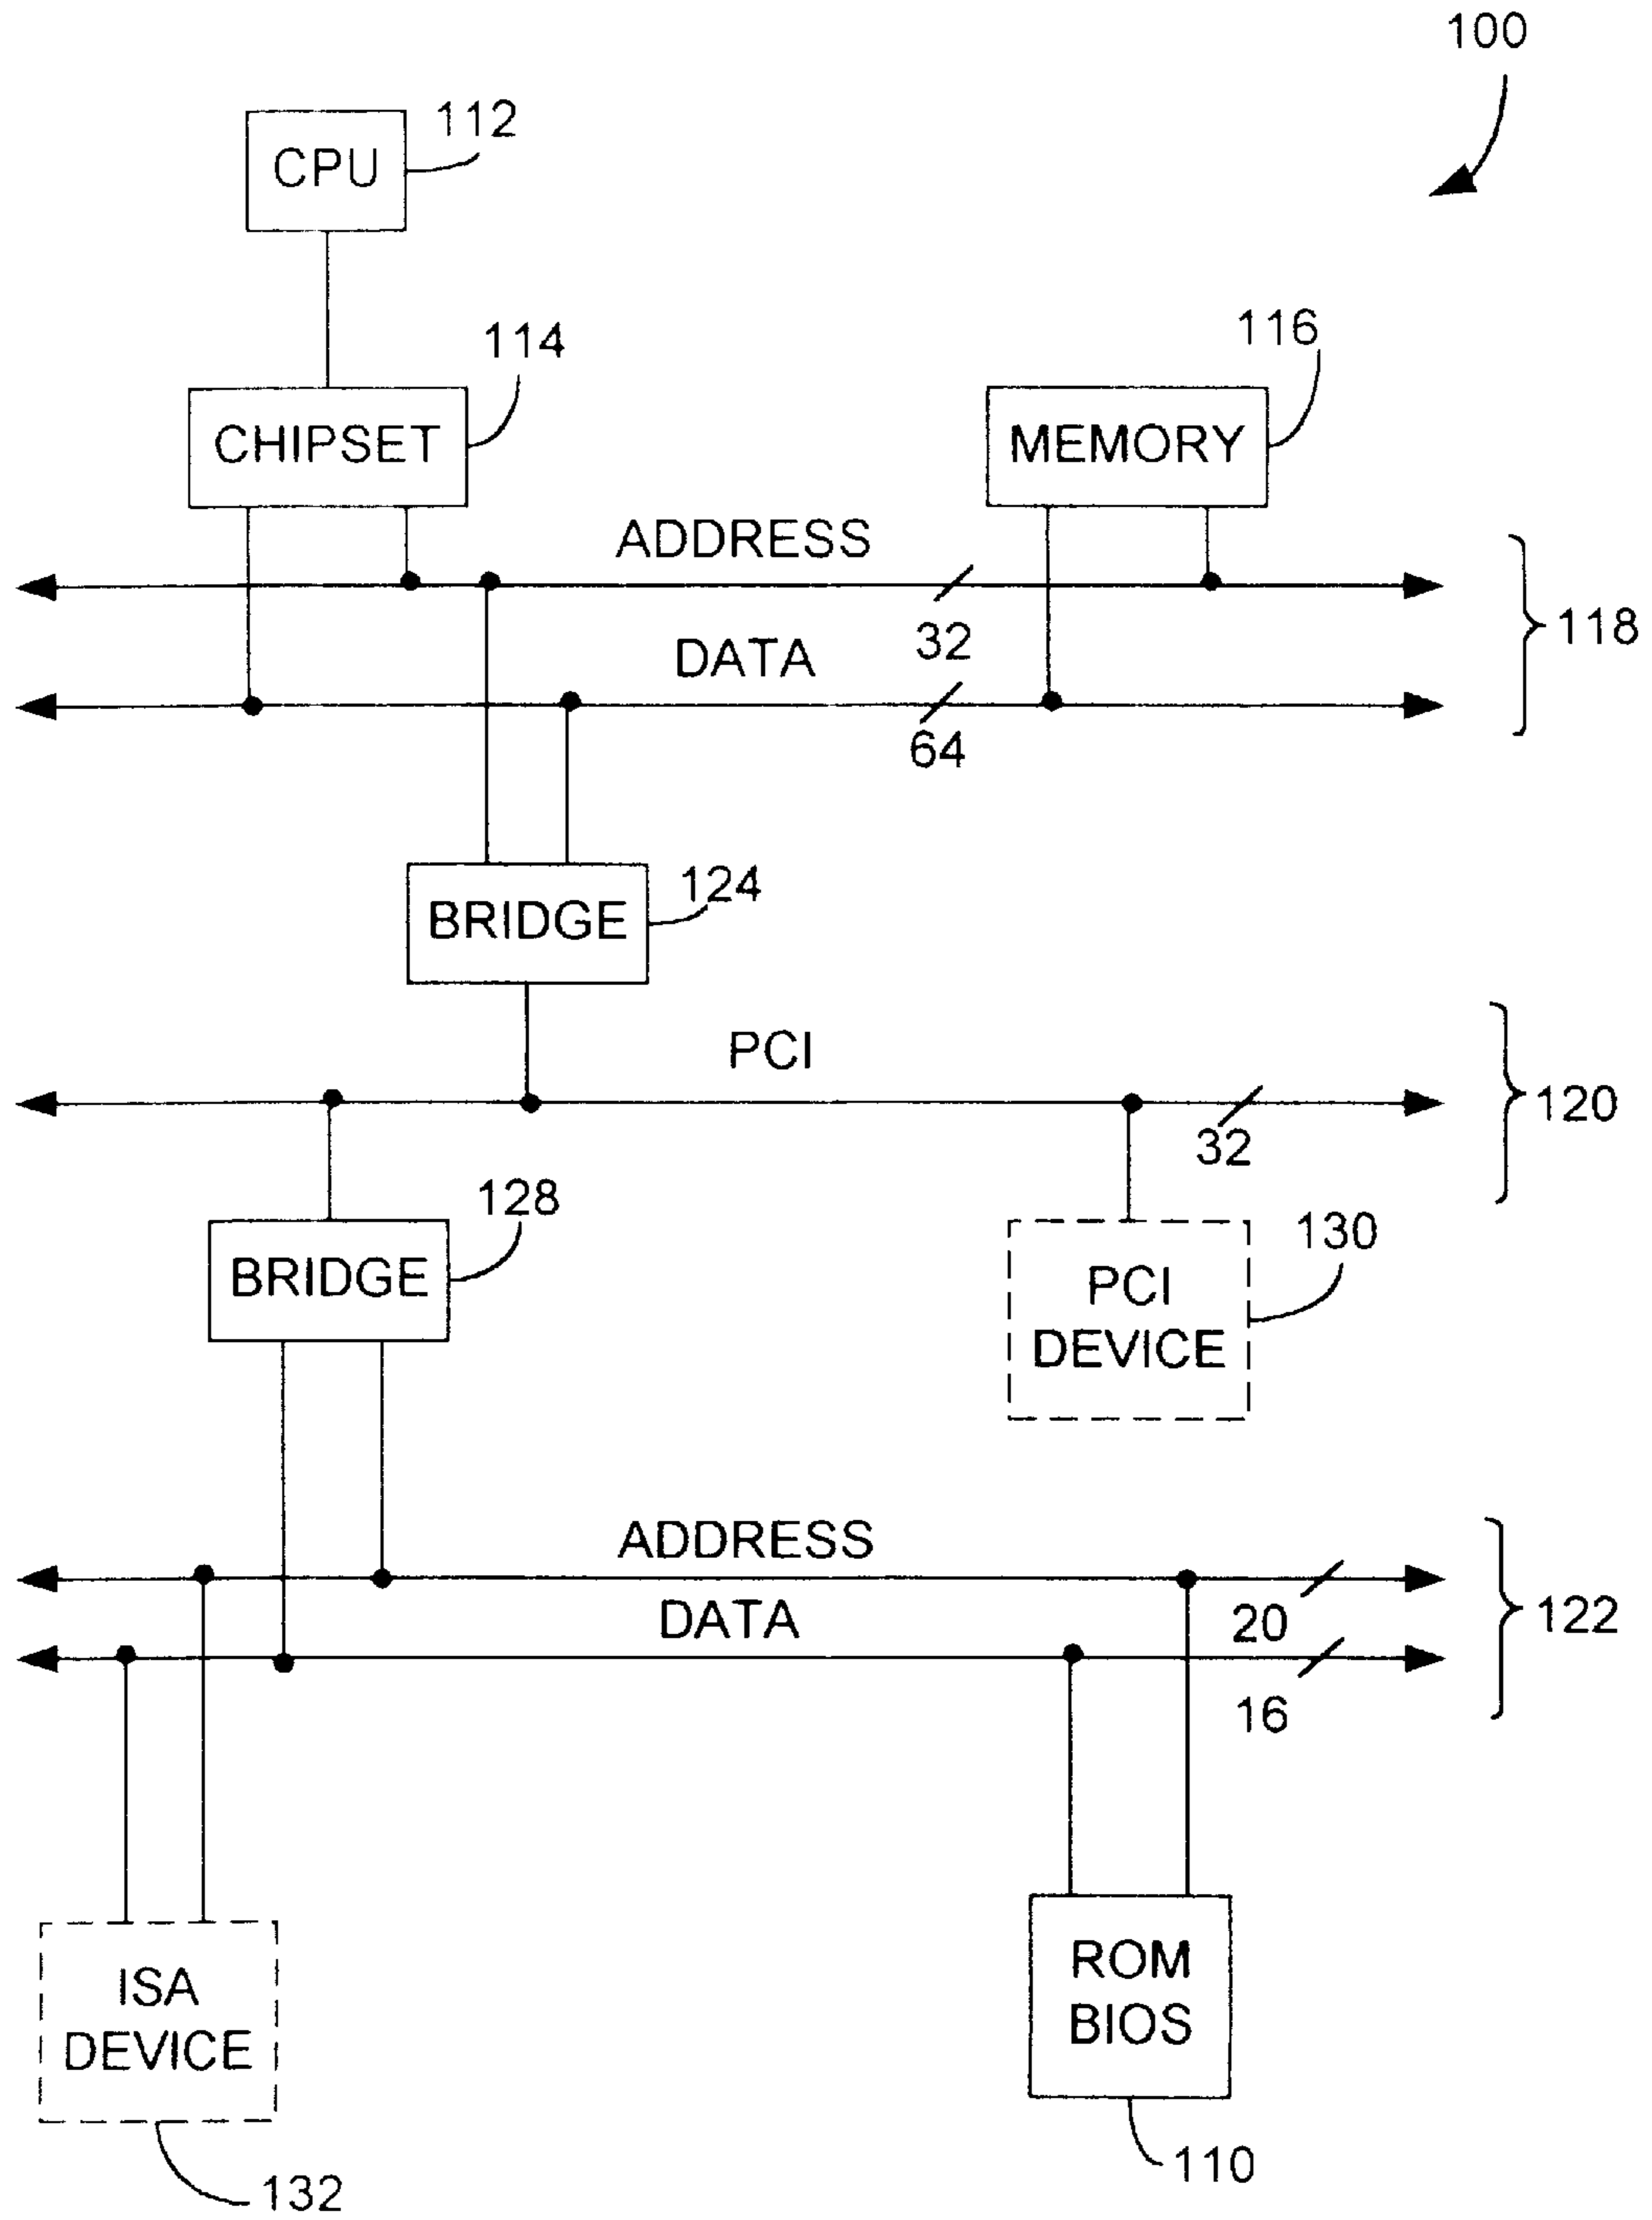 100
112
CPU
114
116
CHIPSET
MEMORY
ADDRESS
32
118
DATA
64
124
BRIDGE
PCI
32
120
128
BRIDGE
130
PCI
DEVICE
ADDRESS
20
122
DATA
16
ISA
DEVICE
132
ROM
BIOS
110